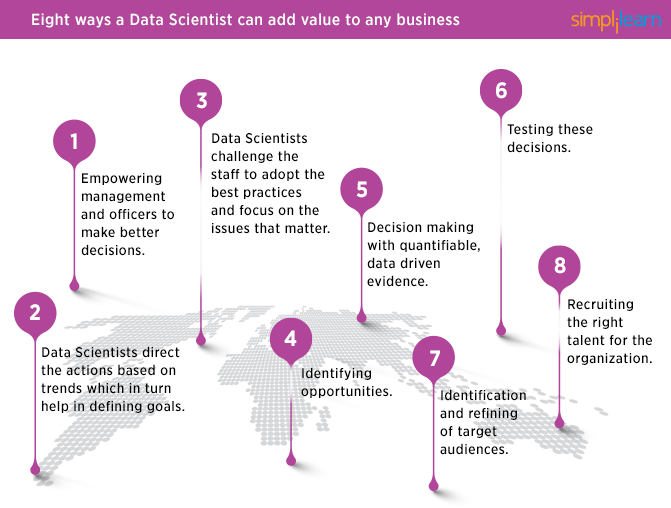 Eight ways a Data Scientist can add value to any business
simplilearn
1
Empowering
management
and officers to
make better
decisions.
2
Data Scientists direct
the actions based on
trends which in turn
help in defining goals.
3
Data Scientists
challenge the
staff to adopt the
best practices
and focus on the
issues that matter.
4
Identifying
opportunities.
5
Decision making
with quantifiable,
data driven
evidence.
6
Testing these
decisions.
7
Identification
and refining
of target
audiences.
8
Recruiting
the right
talent for the
organization.